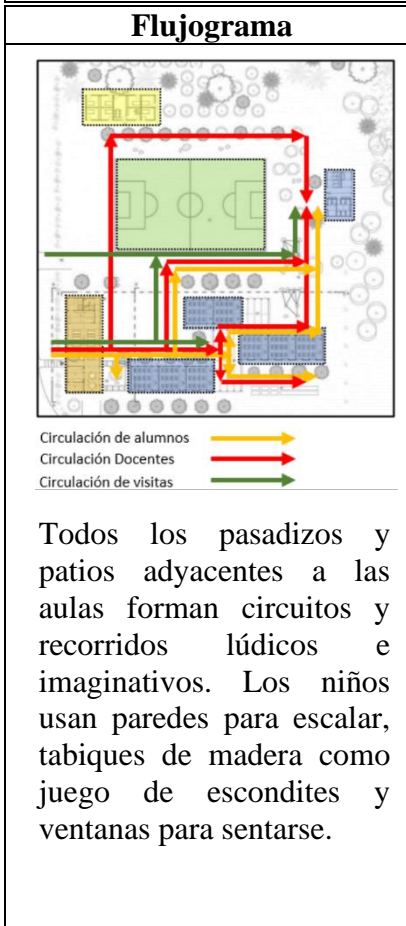 Flujograma
Circulación de alumnos
Circulación Docentes
Circulación de visitas
Todos los pasadizos y
patios adyacentes a las
aulas forman circuitos y
recorridos lúdicos e
imaginativos. Los niños
usan paredes para escalar,
tabiques de madera como
juego de escondites y
ventanas para sentarse.